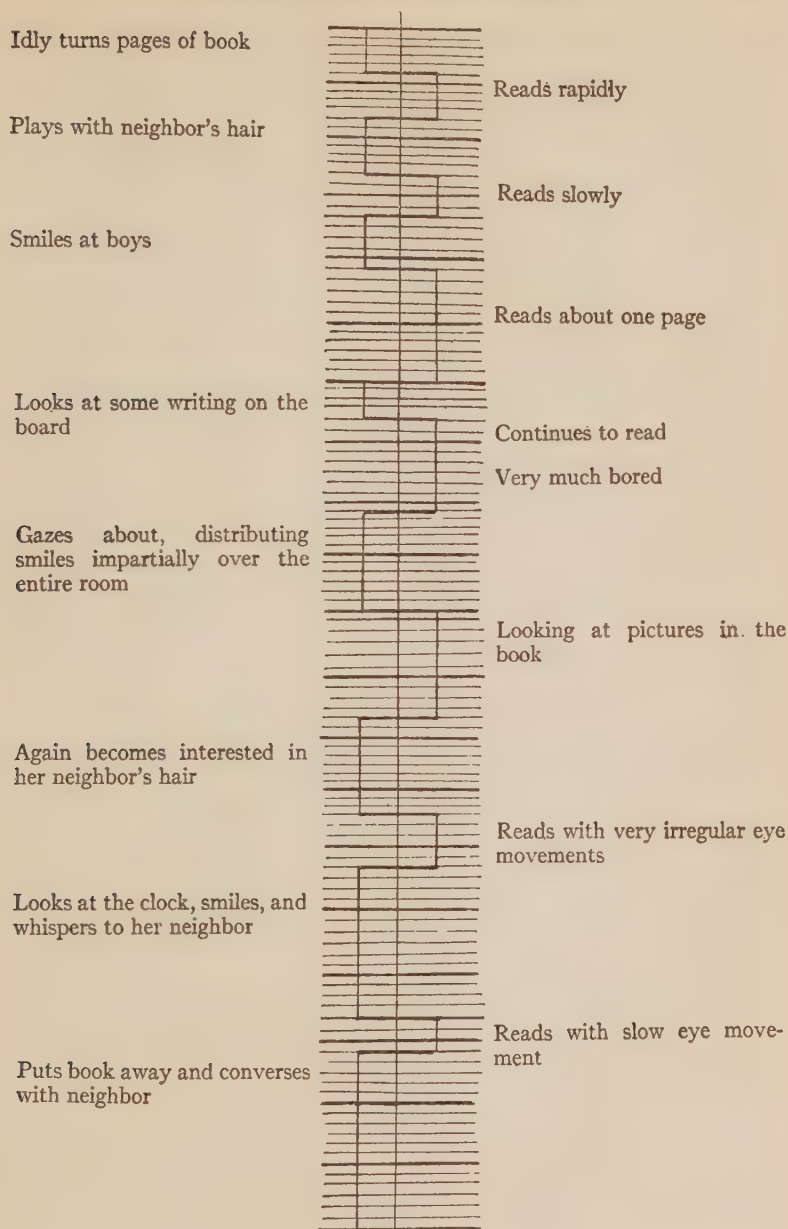 Idly turns pages of book
Reads rapidly
Plays with neighbor's hair
Reads slowly
Smiles at boys
Reads about one page
Looks at some writing on the
board
Continues to read
Very much bored
Gazes about, distributing
smiles impartially over the
entire room
Looking at pictures in. the
book
Again becomes interested in
her neighbor's hair
Reads with very irregular eye
movements
Looks at the clock, smiles, and
whispers to her neighbor
Reads with slow eye move-
ment
Puts book away and converses
with neighbor